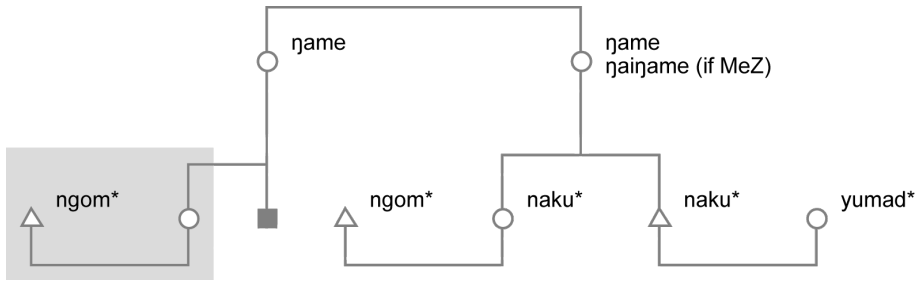 ŋame
ŋame
ŋaiŋame (if MeZ)
ngom*
ngom*
naku*
naku*
yumad*